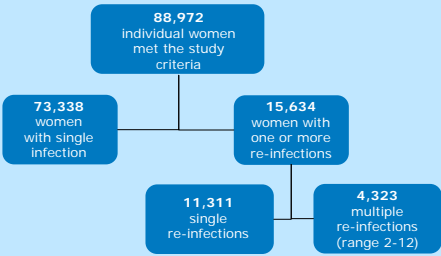 88,972
individual women
met the study
criteria
73,338
women
with single
infection
15,634
women with
one or more
re-infections
11,311
single
re-infections
4,323
multiple
re-infections
(range 2-12)